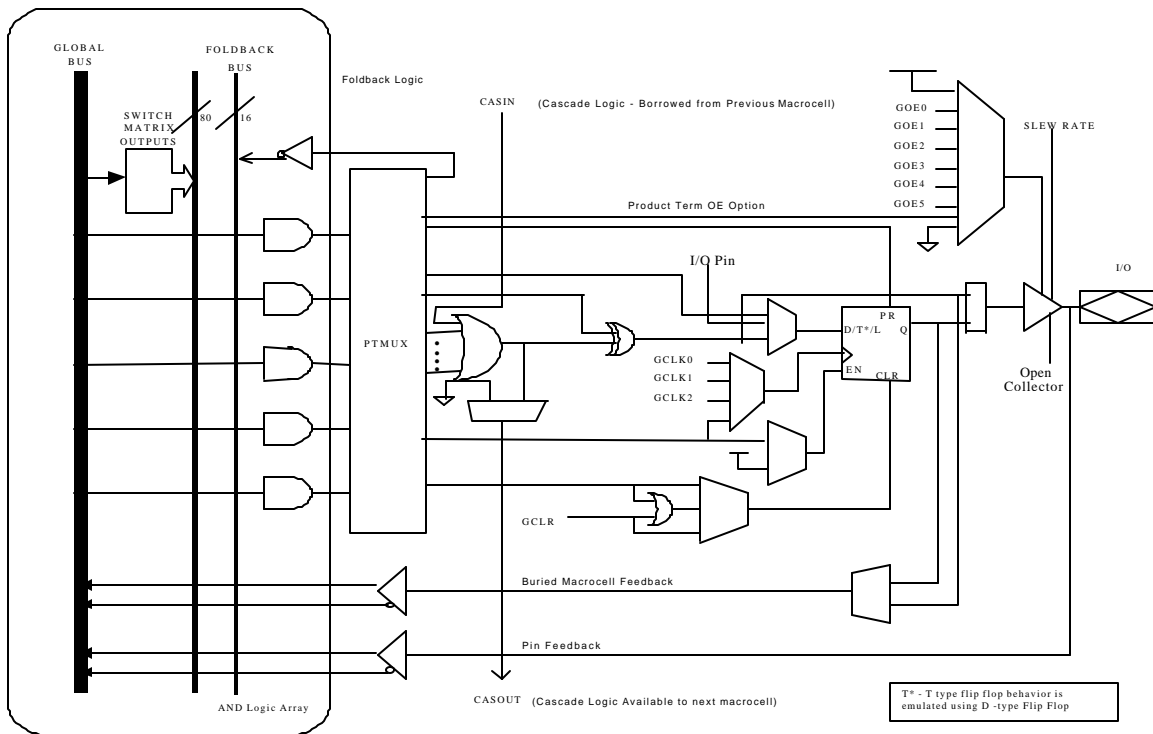 GLOBAL
BUS
FOLDBACK
BUS
Foldback Logic
CASIN
(Cascade Logic - Borrowed from Previous Macrocell)
SWITCH
MATRIX
OUTPUTS
80
16
GOE0
GOE1
GOE2
GOE3
GOE4
GOE5
SLEW RATE
Product Term OE Option
I/O Pin
I/O
PTMUX
PR
D/T*/L
Q
EN
CLR
GCLK0
GCLK1
GCLK2
Open
Collector
GCLR
Buried Macrocell Feedback
Pin Feedback
CASOUT
(Cascade Logic Available to next macrocell)
AND Logic Array
T* - T type flip flop behavior is
emulated using D -type Flip Flop